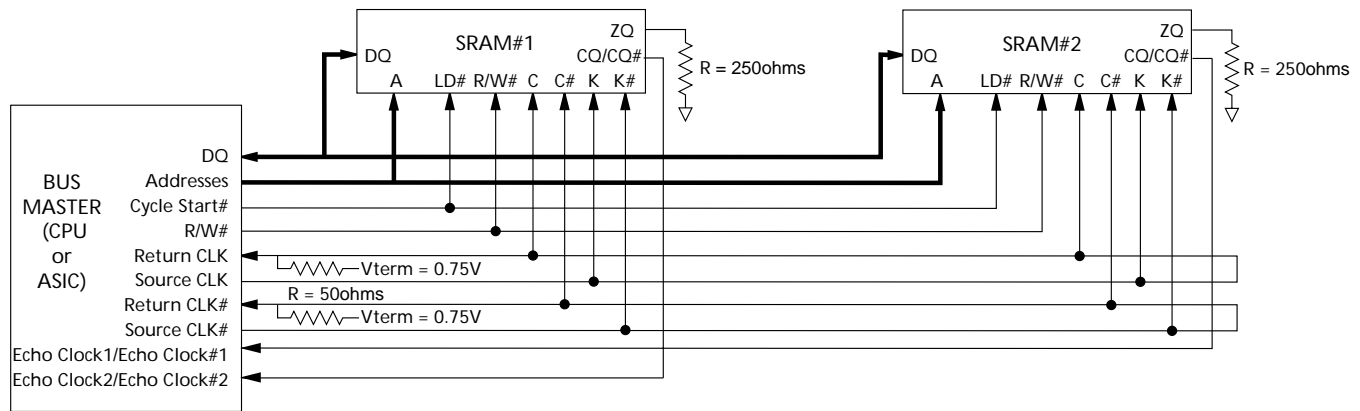 SRAM#1
ZQ
CQ/CQ#
DQ
A LD# R/W# C C# K K#
R = 250ohms
SRAM#2
ZQ
CQ/CQ#
DQ
A LD# R/W# C C# K K#
R = 250ohms
BUS
MASTER
(CPU
or
ASIC)
DQ
Addresses
Cycle Start#
R/W#
Return CLK
Source CLK
Return CLK#
Source CLK#
Echo Clock1/Echo Clock#1
Echo Clock2/Echo Clock#2
Vterm = 0.75V
R = 50ohms
Vterm = 0.75V